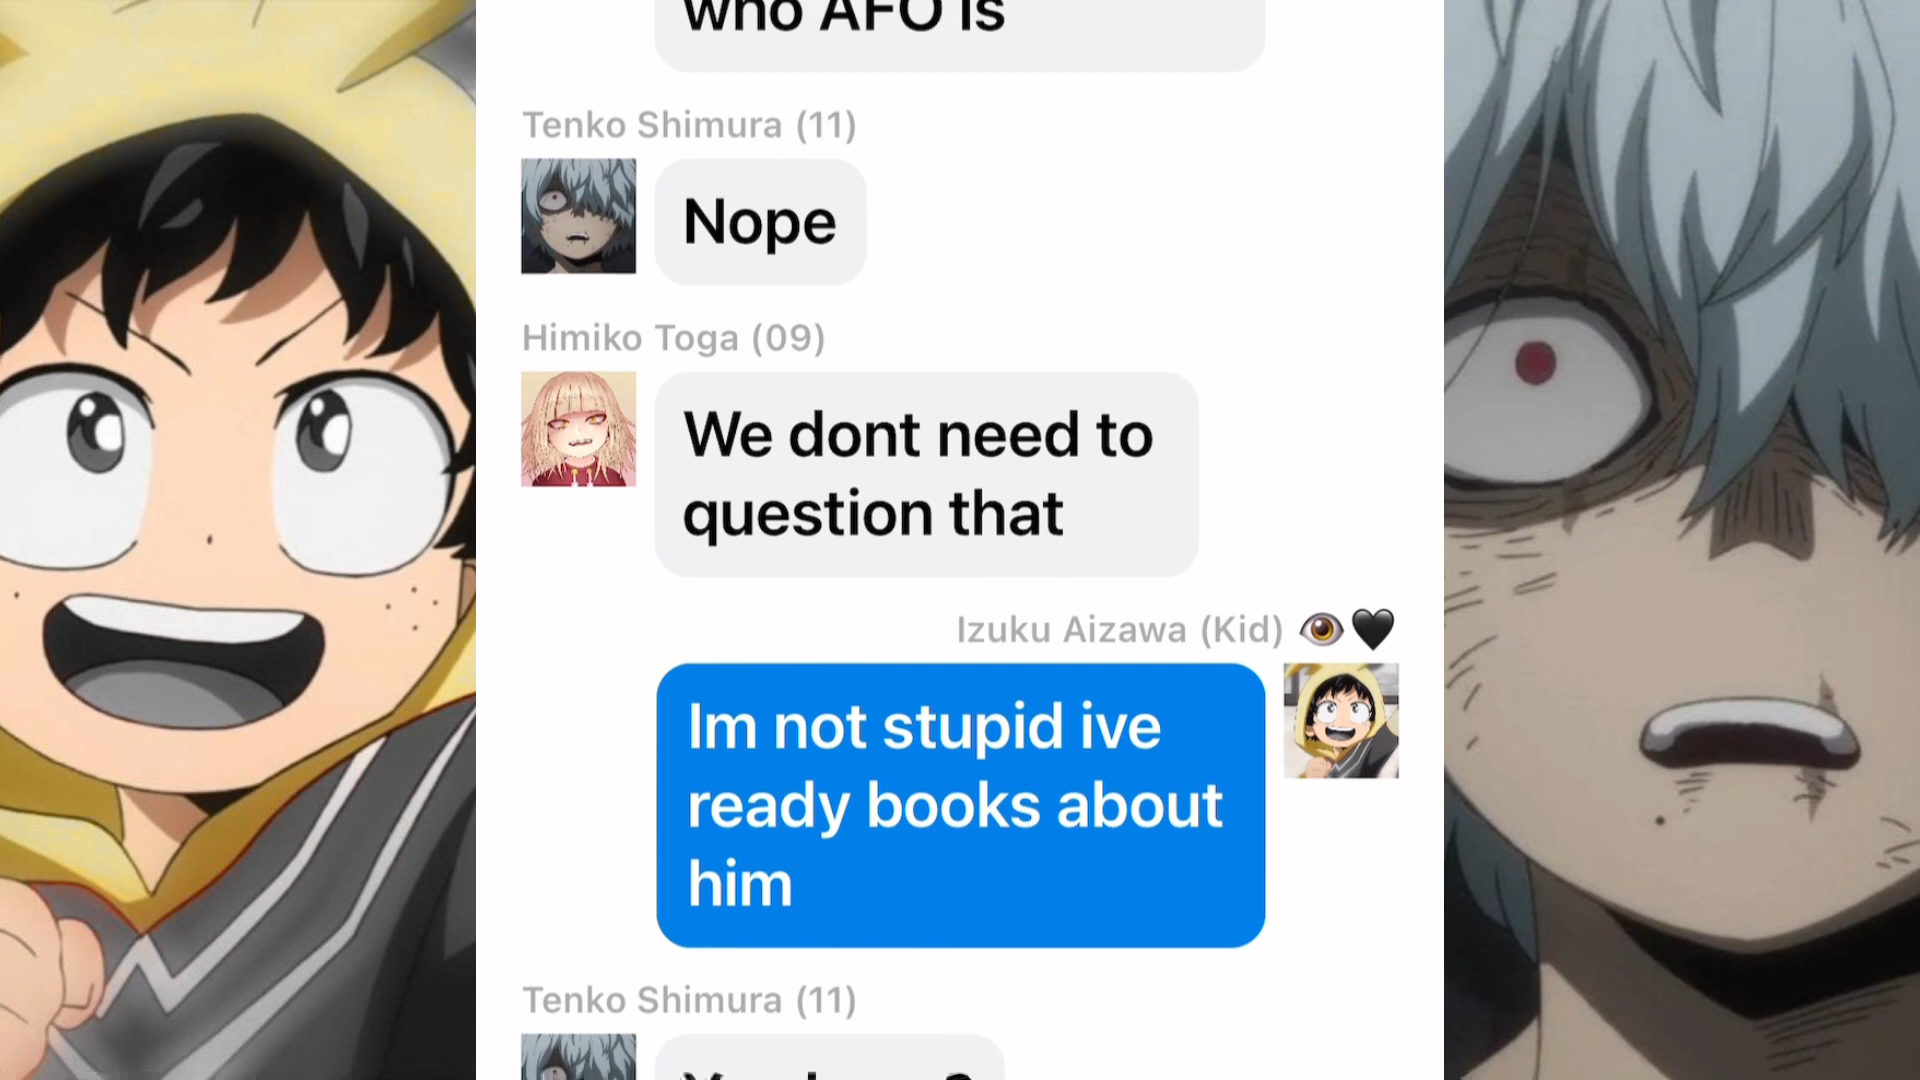 who AFO is
Tenko Shimura (11)
Nope
Himiko Toga (09)
We dont need to
question that
Izuku Aizawa (Kid) 👁️🖤
Im not stupid ive
ready books about
him
Tenko Shimura (11)